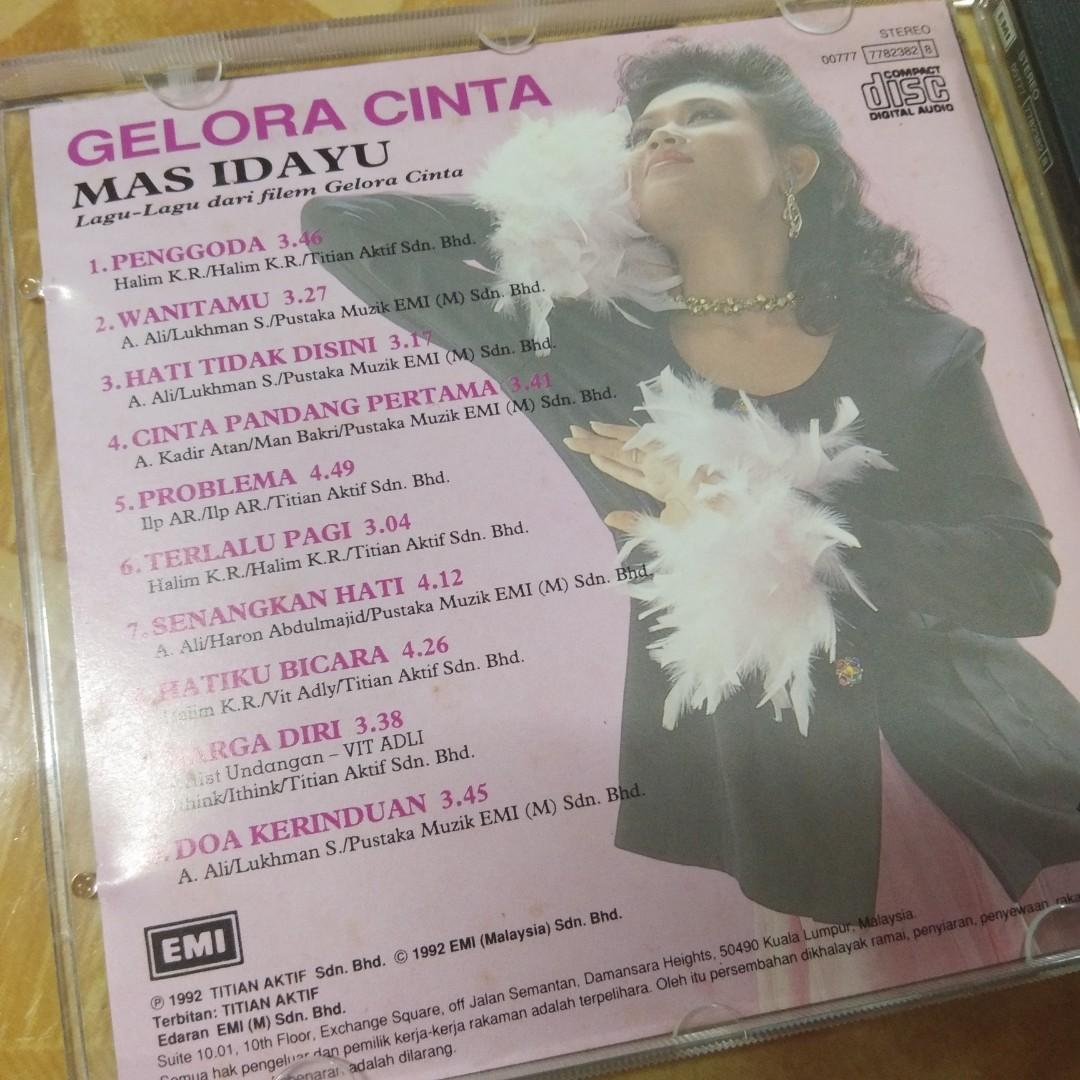 GELORA CINTA
MAS IDAYU
Lagu-Lagu dari filem Gelora Cinta
STEREO
00777 7782382 8
COMPACT
disc
DIGITAL AUDIO
1. PENGGODA 3.46
Halim K.R./Halim K.R./Titian Aktif Sdn. Bhd.
2. WANITAMU 3.27
A. Ali/Lukhman S./Pustaka Muzik EMI (M) Sdn. Bhd.
3. HATI TIDAK DISINI 3.17
A. Ali/Lukhman S./Pustaka Muzik EMI (M) Sdn. Bhd.
4. CINTA PANDANG PERTAMA 3.41
A. Kadir Atan/Man Bakri/Pustaka Muzik EMI (M) Sdn. Bhd.
5. PROBLEMA 4.49
Ilp AR./Ilp AR./Titian Aktif Sdn. Bhd.
6. TERLALU PAGI 3.04
Halim K.R./Halim K.R./Titian Aktif Sdn. Bhd.
7. SENANGKAN HATI 4.12
A. Ali/Haron Abdulmajid/Pustaka Muzik EMI (M) Sdn. Bhd.
HATIKU BICARA 4.26
Halim K.R./Vit Adly/Titian Aktif Sdn. Bhd.
DIRI 3.38
Undangan – VIT ADLI
Ithink/Titian Aktif Sdn. Bhd.
DOA KERINDUAN 3.45
A. Ali/Lukhman S./Pustaka Muzik EMI (M) Sdn. Bhd.
EMI
℗ 1992 TITIAN AKTIF Sdn. Bhd. © 1992 EMI (Malaysia) Sdn. Bhd.
Terbitan: TITIAN AKTIF
Edaran EMI (M) Sdn. Bhd.
Suite 10.01, 10th Floor, Exchange Square, off Jalan Semantan, Damansara Heights, 50490 Kuala Lumpur, Malaysia.
Semua hak pengeluar dan pemilik kerja-kerja rakaman adalah terpelihara. Oleh itu persembahan dikhalayak ramai, penyiaran, penyewaan
adalah dilarang.
EMI
STEREO